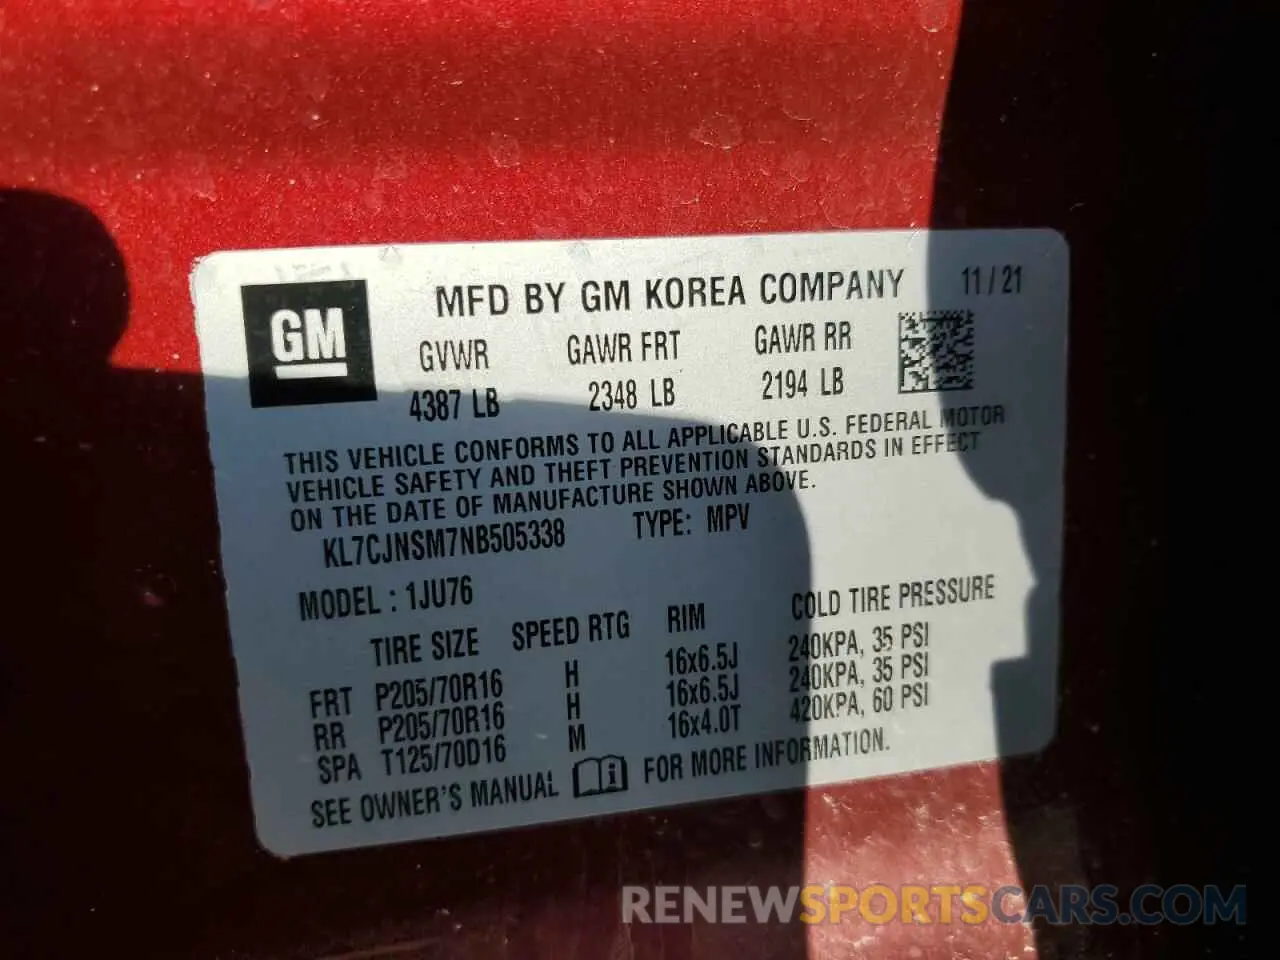 GM
MFD BY GM KOREA COMPANY 11/21
GVWR GAWR FRT GAWR RR
4387 LB 2348 LB 2194 LB
THIS VEHICLE CONFORMS TO ALL APPLICABLE U.S. FEDERAL MOTOR
VEHICLE SAFETY AND THEFT PREVENTION STANDARDS IN EFFECT
ON THE DATE OF MANUFACTURE SHOWN ABOVE.
KL7CJNSM7NB505338 TYPE: MPV
MODEL : 1JU76
TIRE SIZE SPEED RTG RIM COLD TIRE PRESSURE
FRT P205/70R16 H 16x6.5J 240KPA, 35 PSI
RR P205/70R16 H 16x6.5J 240KPA, 35 PSI
SPA T125/70D16 M 16x4.0T 420KPA, 60 PSI
SEE OWNER'S MANUAL FOR MORE INFORMATION.
RENEWSPORTSCARS.COM